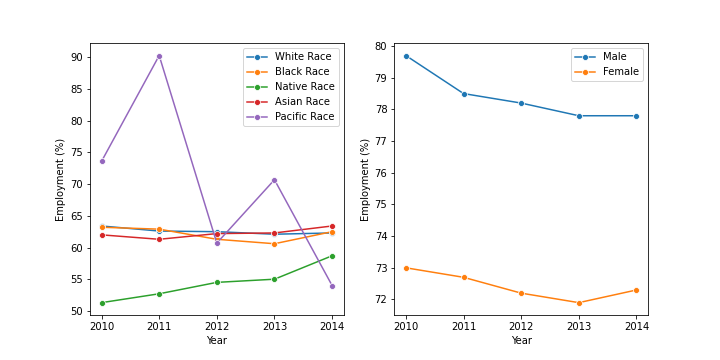 90
85
80
75
70
65
60
55
50
Employment (%)
2010 2011 2012 2013 2014
Year
White Race
Black Race
Native Race
Asian Race
Pacific Race
80
79
78
77
76
75
74
73
72
Employment (%)
2010 2011 2012 2013 2014
Year
Male
Female